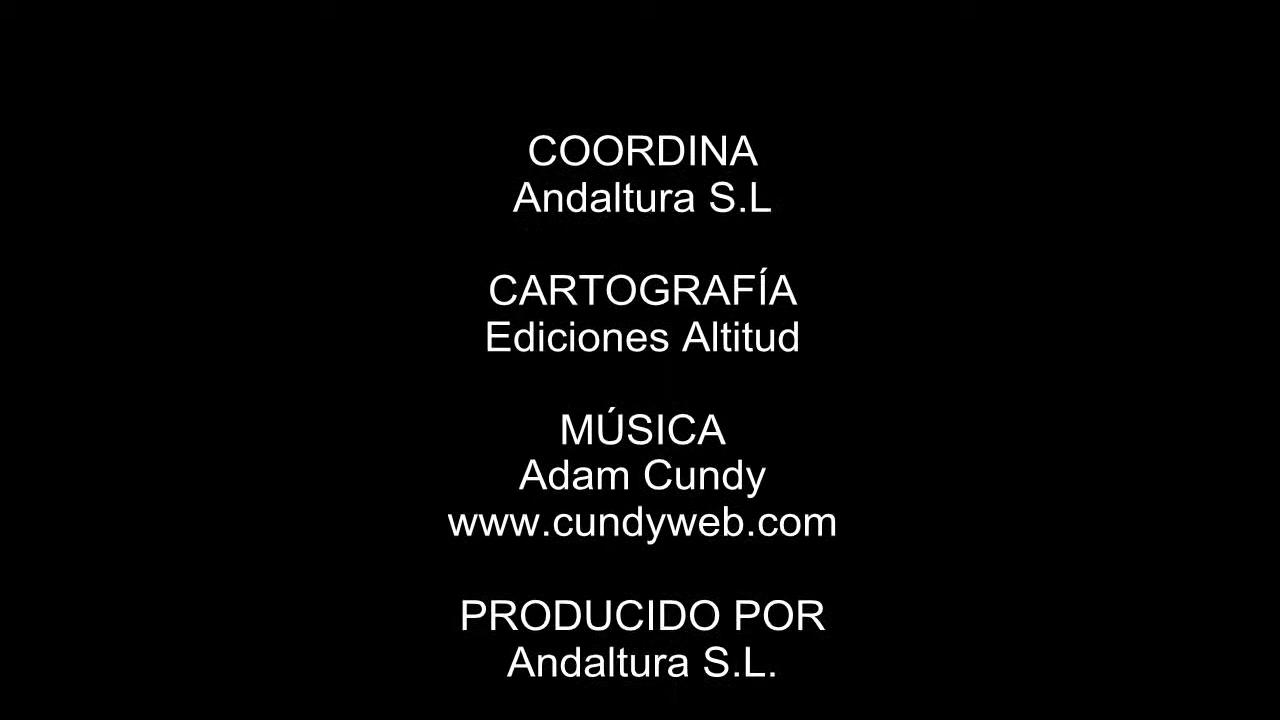 COORDINA
Andaltura S.L
CARTOGRAFÍA
Ediciones Altitud
MÚSICA
Adam Cundy
www.cundyweb.com
PRODUCIDO POR
Andaltura S.L.